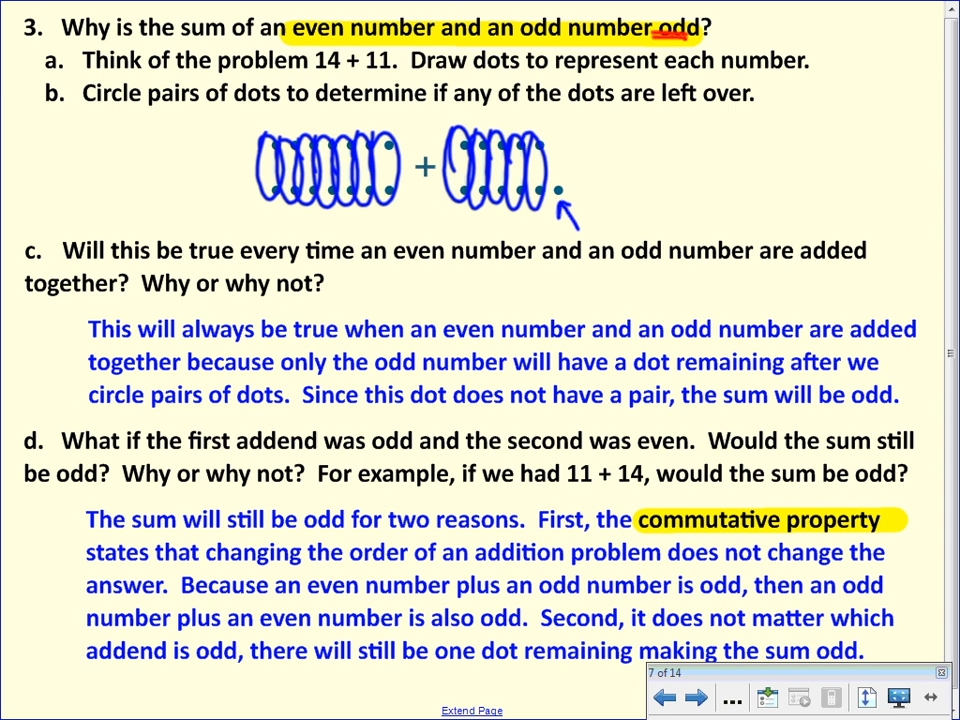 3. Why is the sum of an even number and an odd number odd?
a. Think of the problem 14 + 11. Draw dots to represent each number.
b. Circle pairs of dots to determine if any of the dots are left over.
+
c. Will this be true every time an even number and an odd number are added
together? Why or why not?
This will always be true when an even number and an odd number are added
together because only the odd number will have a dot remaining after we
circle pairs of dots. Since this dot does not have a pair, the sum will be odd.
d. What if the first addend was odd and the second was even. Would the sum still
be odd? Why or why not? For example, if we had 11 + 14, would the sum be odd?
The sum will still be odd for two reasons. First, the commutative property
states that changing the order of an addition problem does not change the
answer. Because an even number plus an odd number is odd, then an odd
number plus an even number is also odd. Second, it does not matter which
addend is odd, there will still be one dot remaining making the sum odd.
7 of 14
...
Extend Page